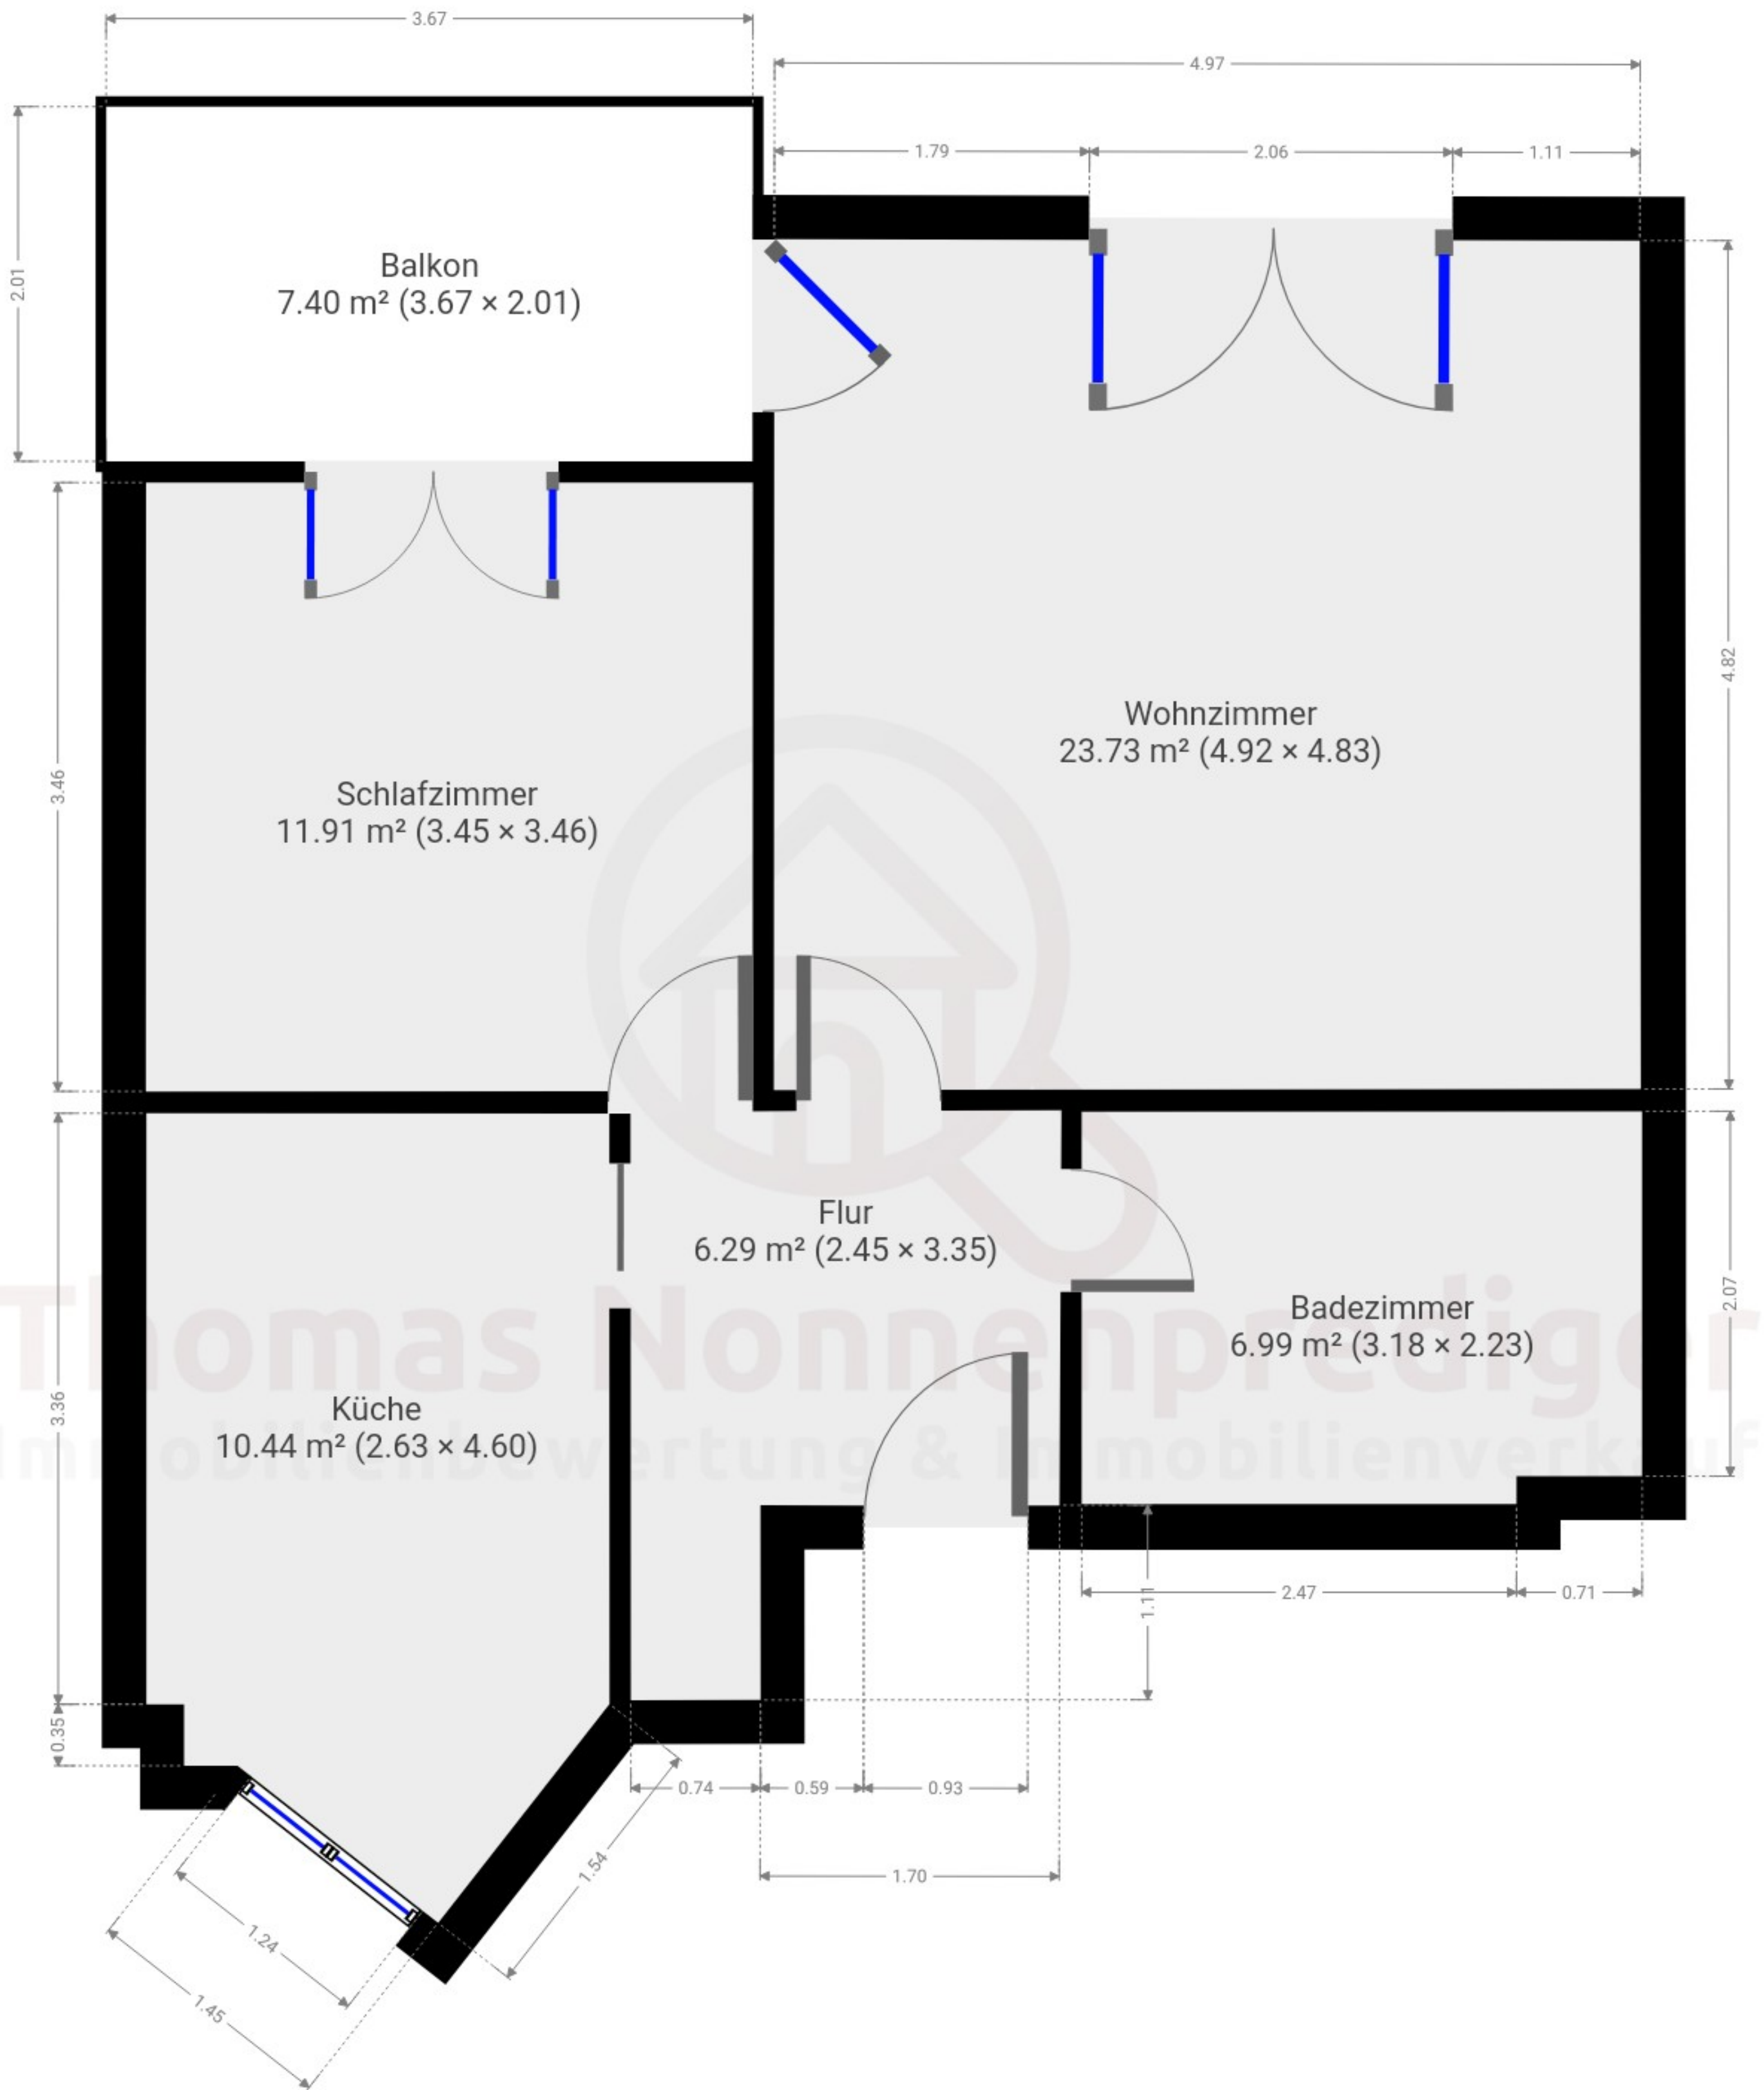 3.67
4.97
1.79
2.06
1.11
2.01
Balkon
7.40 m² (3.67 × 2.01)
4.82
Wohnzimmer
23.73 m² (4.92 × 4.83)
3.46
Schlafzimmer
11.91 m² (3.45 × 3.46)
Flur
6.29 m² (2.45 × 3.35)
2.07
Badezimmer
6.99 m² (3.18 × 2.23)
Thomas Nonnenprediger
3.36
Küche
10.44 m² (2.63 × 4.60)
Immobilienbewertung & Immobilienverkauf
2.47
0.71
1.11
0.35
0.74
0.59
0.93
1.54
1.70
1.24
1.45